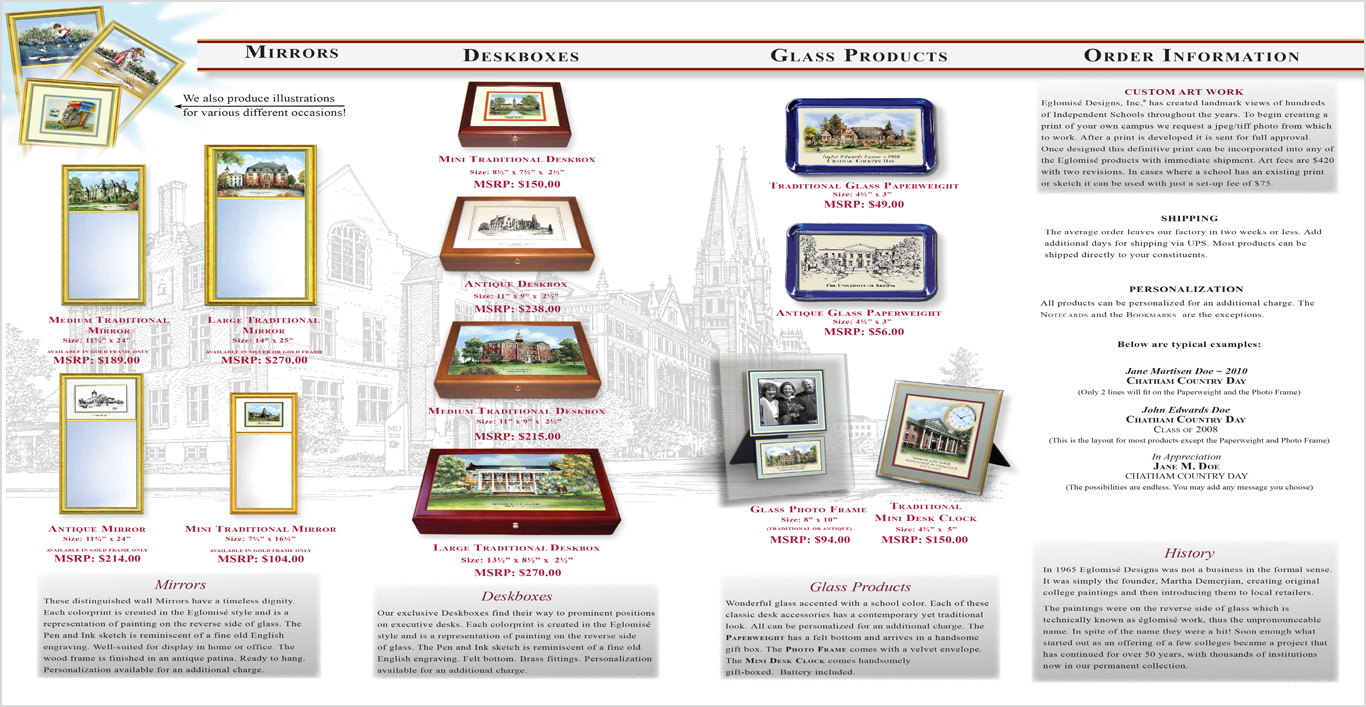 MIRRORS
We also produce illustrations
for various different occasions!
MEDIUM TRADITIONAL
MIRROR
Size: 11¾" x 24"
AVAILABLE IN GOLD FRAME ONLY
MSRP: $189.00
LARGE TRADITIONAL
MIRROR
Size: 14" x 25"
AVAILABLE IN SILVER OR GOLD FRAME
MSRP: $270.00
ANTIQUE MIRROR
Size: 11¾" x 24"
AVAILABLE IN GOLD FRAME ONLY
MSRP: $214.00
MINI TRADITIONAL MIRROR
Size: 7¼" x 16½"
AVAILABLE IN GOLD FRAME ONLY
MSRP: $104.00
Mirrors
These distinguished wall Mirrors have a timeless dignity.
Each colorprint is created in the Eglomisé style and is a
representation of painting on the reverse side of glass. The
Pen and Ink sketch is reminiscent of a fine old English
engraving. Well-suited for display in home or office. The
wood frame is finished in an antique patina. Ready to hang.
Personalization available for an additional charge.
DESKBOXES
MINI TRADITIONAL DESKBOX
Size: 8½" x 7½" x 2½"
MSRP: $150.00
ANTIQUE DESKBOX
Size: 11" x 9" x 2½"
MSRP: $238.00
MEDIUM TRADITIONAL DESKBOX
Size: 11" x 9" x 2½"
MSRP: $215.00
LARGE TRADITIONAL DESKBOX
Size: 13½" x 8½" x 2½"
MSRP: $270.00
Deskboxes
Our exclusive Deskboxes find their way to prominent positions
on executive desks. Each colorprint is created in the Eglomisé
style and is a representation of painting on the reverse side
of glass. The Pen and Ink sketch is reminiscent of a fine old
English engraving. Felt bottom. Brass fittings. Personalization
available for an additional charge.
GLASS PRODUCTS
Taylor Edwards Frame ~ 2008
CHATHAM COUNTRY DAY
TRADITIONAL GLASS PAPERWEIGHT
Size: 4½" x 3"
MSRP: $49.00
ANTIQUE GLASS PAPERWEIGHT
Size: 4½" x 3"
MSRP: $56.00
GLASS PHOTO FRAME
Size: 8" x 10"
(TRADITIONAL OR ANTIQUE)
MSRP: $94.00
TRADITIONAL
MINI DESK CLOCK
Size: 4¾" x 5"
MSRP: $150.00
Glass Products
Wonderful glass accented with a school color. Each of these
classic desk accessories has a contemporary yet traditional
look. All can be personalized for an additional charge. The
PAPERWEIGHT has a felt bottom and arrives in a handsome
gift box. The PHOTO FRAME comes with a velvet envelope.
The MINI DESK CLOCK comes handsomely
gift-boxed. Battery included.
ORDER INFORMATION
CUSTOM ART WORK
Eglomisé Designs, Inc.® has created landmark views of hundreds
of Independent Schools throughout the years. To begin creating a
print of your own campus we request a jpeg/tiff photo from which
to work. After a print is developed it is sent for full approval.
Once designed this definitive print can be incorporated into any of
the Eglomisé products with immediate shipment. Art fees are $420
with two revisions. In cases where a school has an existing print
or sketch it can be used with just a set-up fee of $75.
SHIPPING
The average order leaves our factory in two weeks or less. Add
additional days for shipping via UPS. Most products can be
shipped directly to your constituents.
PERSONALIZATION
All products can be personalized for an additional charge. The
NOTECARDS and the BOOKMARKS are the exceptions.
Below are typical examples:
Jane Martisen Doe ~ 2010
CHATHAM COUNTRY DAY
(Only 2 lines will fit on the Paperweight and the Photo Frame)
John Edwards Doe
CHATHAM COUNTRY DAY
CLASS OF 2008
(This is the layout for most products except the Paperweight and Photo Frame)
In Appreciation
JANE M. DOE
CHATHAM COUNTRY DAY
(The possibilities are endless. You may add any message you choose)
History
In 1965 Eglomisé Designs was not a business in the formal sense.
It was simply the founder, Martha Demerjian, creating original
college paintings and then introducing them to local retailers.
The paintings were on the reverse side of glass which is
technically known as églomisé work, thus the unpronounceable
name. In spite of the name they were a hit! Soon enough what
started out as an offering of a few colleges became a project that
has continued for over 50 years, with thousands of institutions
now in our permanent collection.